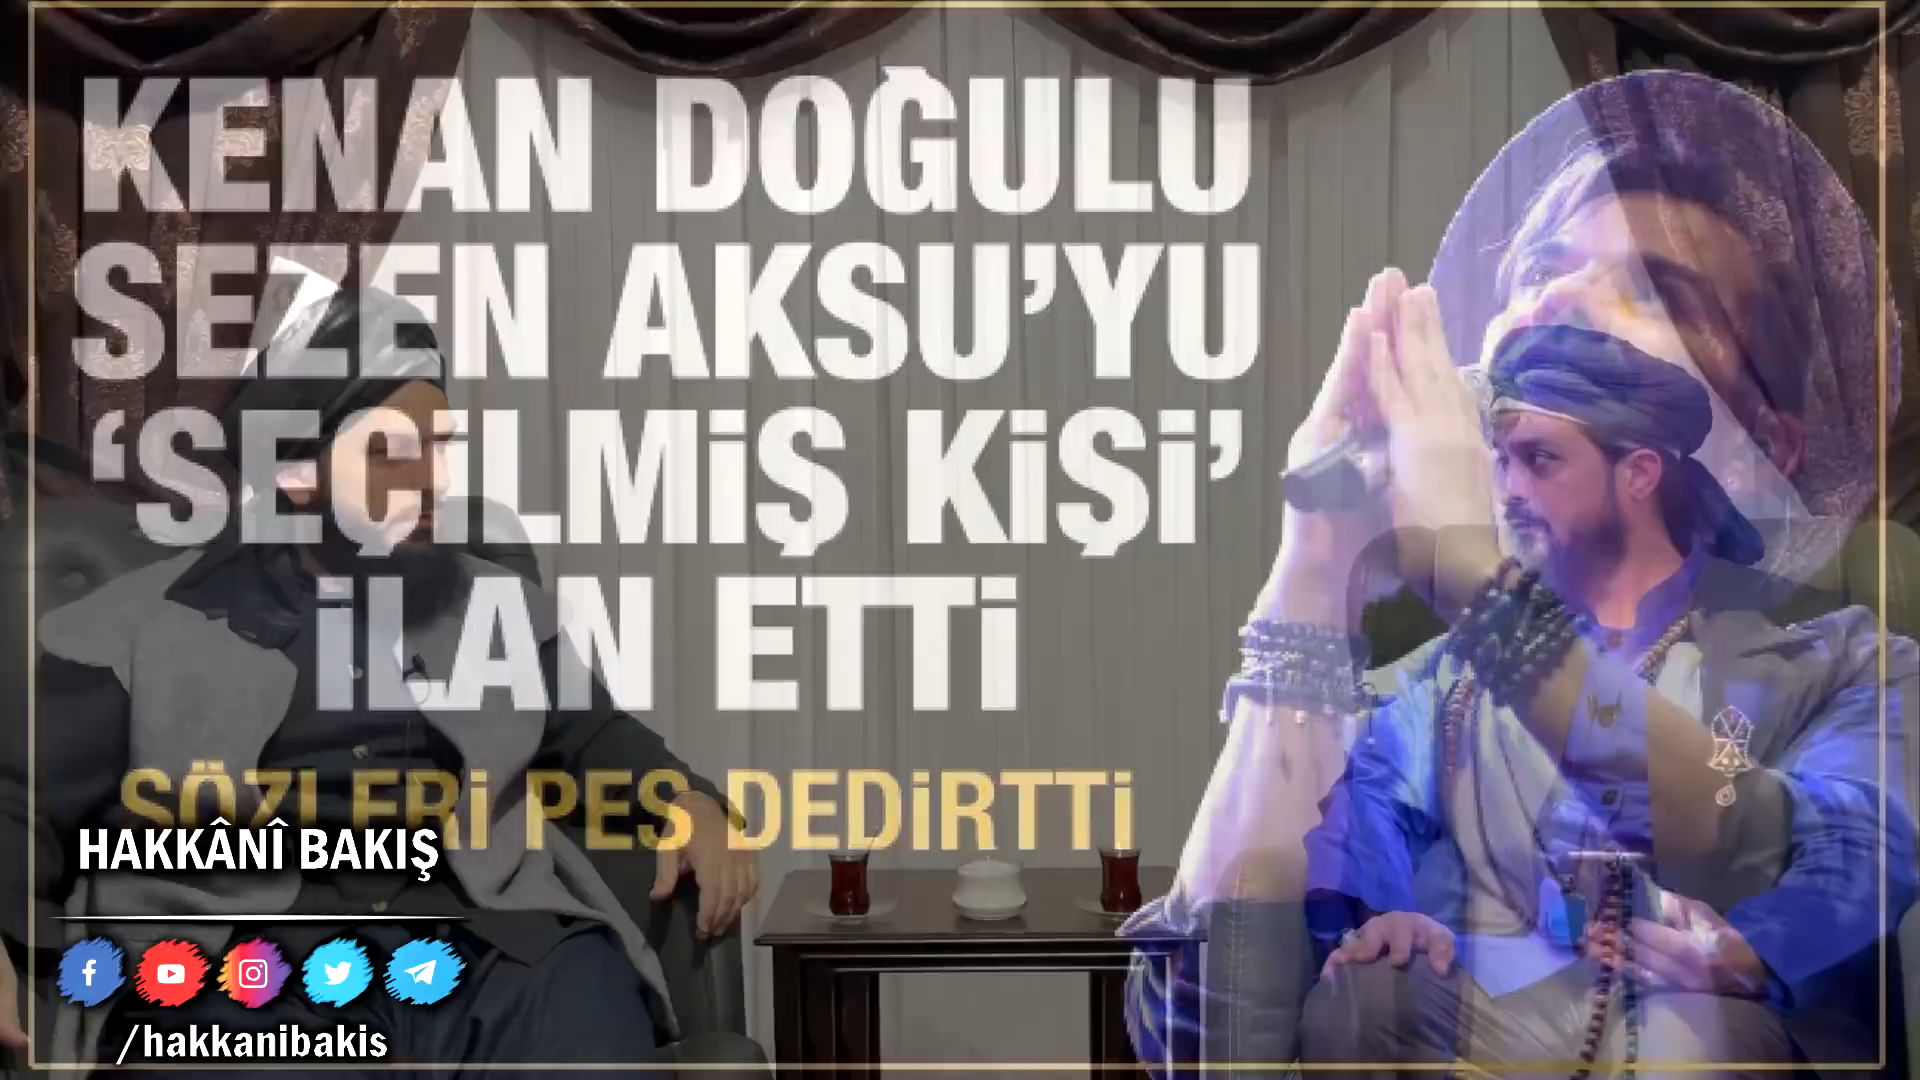 KENAN DOĞULU
SEZEN AKSU'YU
‘SEÇİLMİŞ KİŞİ’
İLAN ETTİ
SÖZLERİ PES DEDİRTTİ
HAKKÂNÎ BAKIŞ
/hakkanibakis